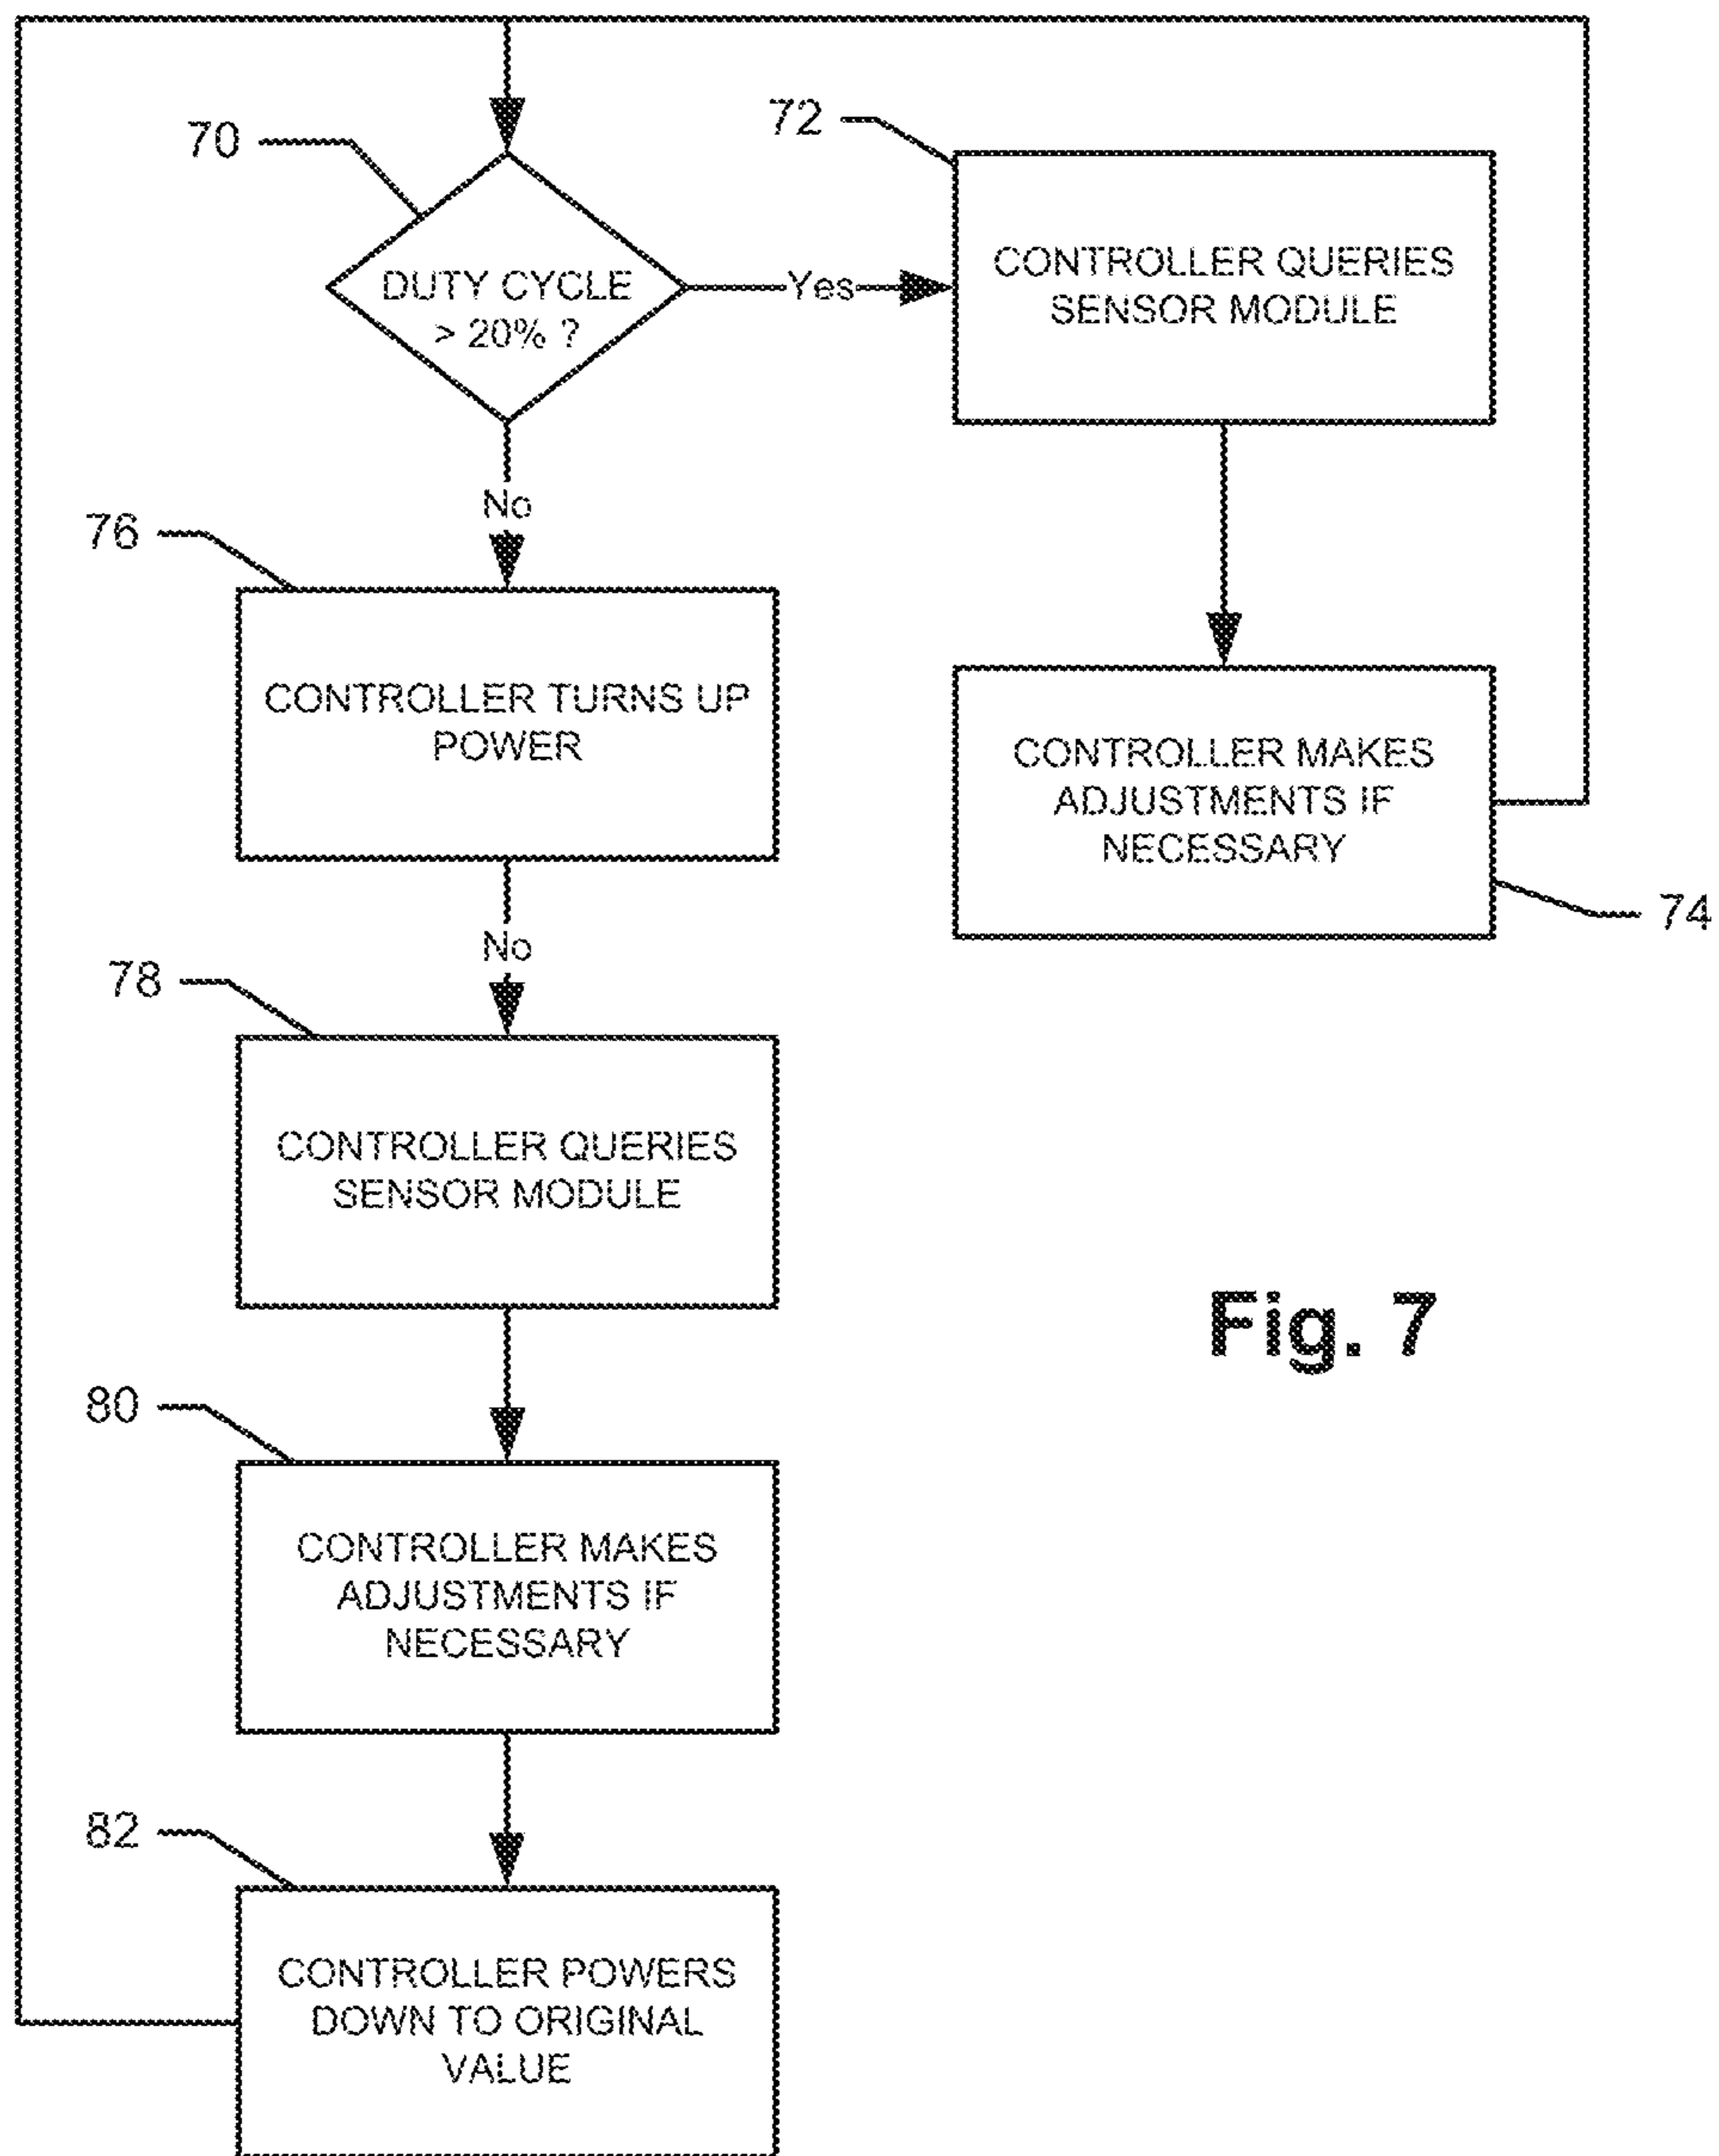 70
DUTY CYCLE
> 20% ?
Yes
72
CONTROLLER QUERIES
SENSOR MODULE
No
76
CONTROLLER TURNS UP
POWER
CONTROLLER MAKES
ADJUSTMENTS IF
NECESSARY
74
No
78
CONTROLLER QUERIES
SENSOR MODULE
Fig. 7
80
CONTROLLER MAKES
ADJUSTMENTS IF
NECESSARY
82
CONTROLLER POWERS
DOWN TO ORIGINAL
VALUE